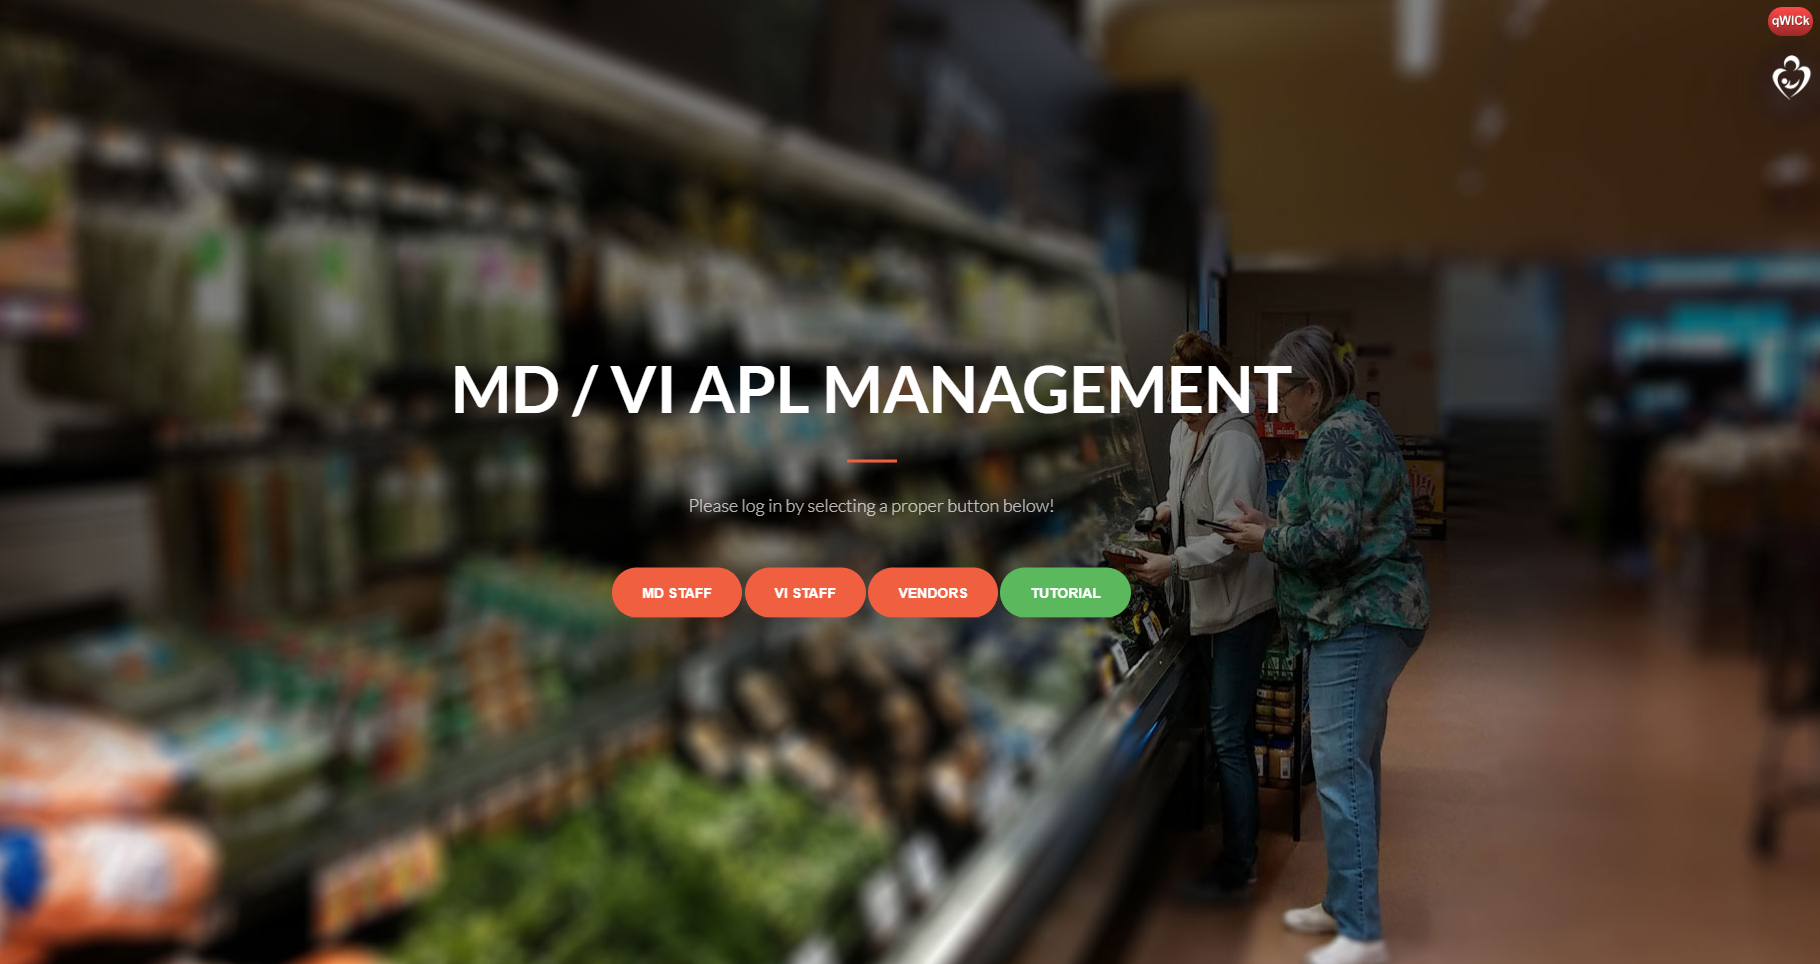 qWICk
MD / VI APL MANAGEMENT
Please log in by selecting a proper button below!
MD STAFF
VI STAFF
VENDORS
TUTORIAL